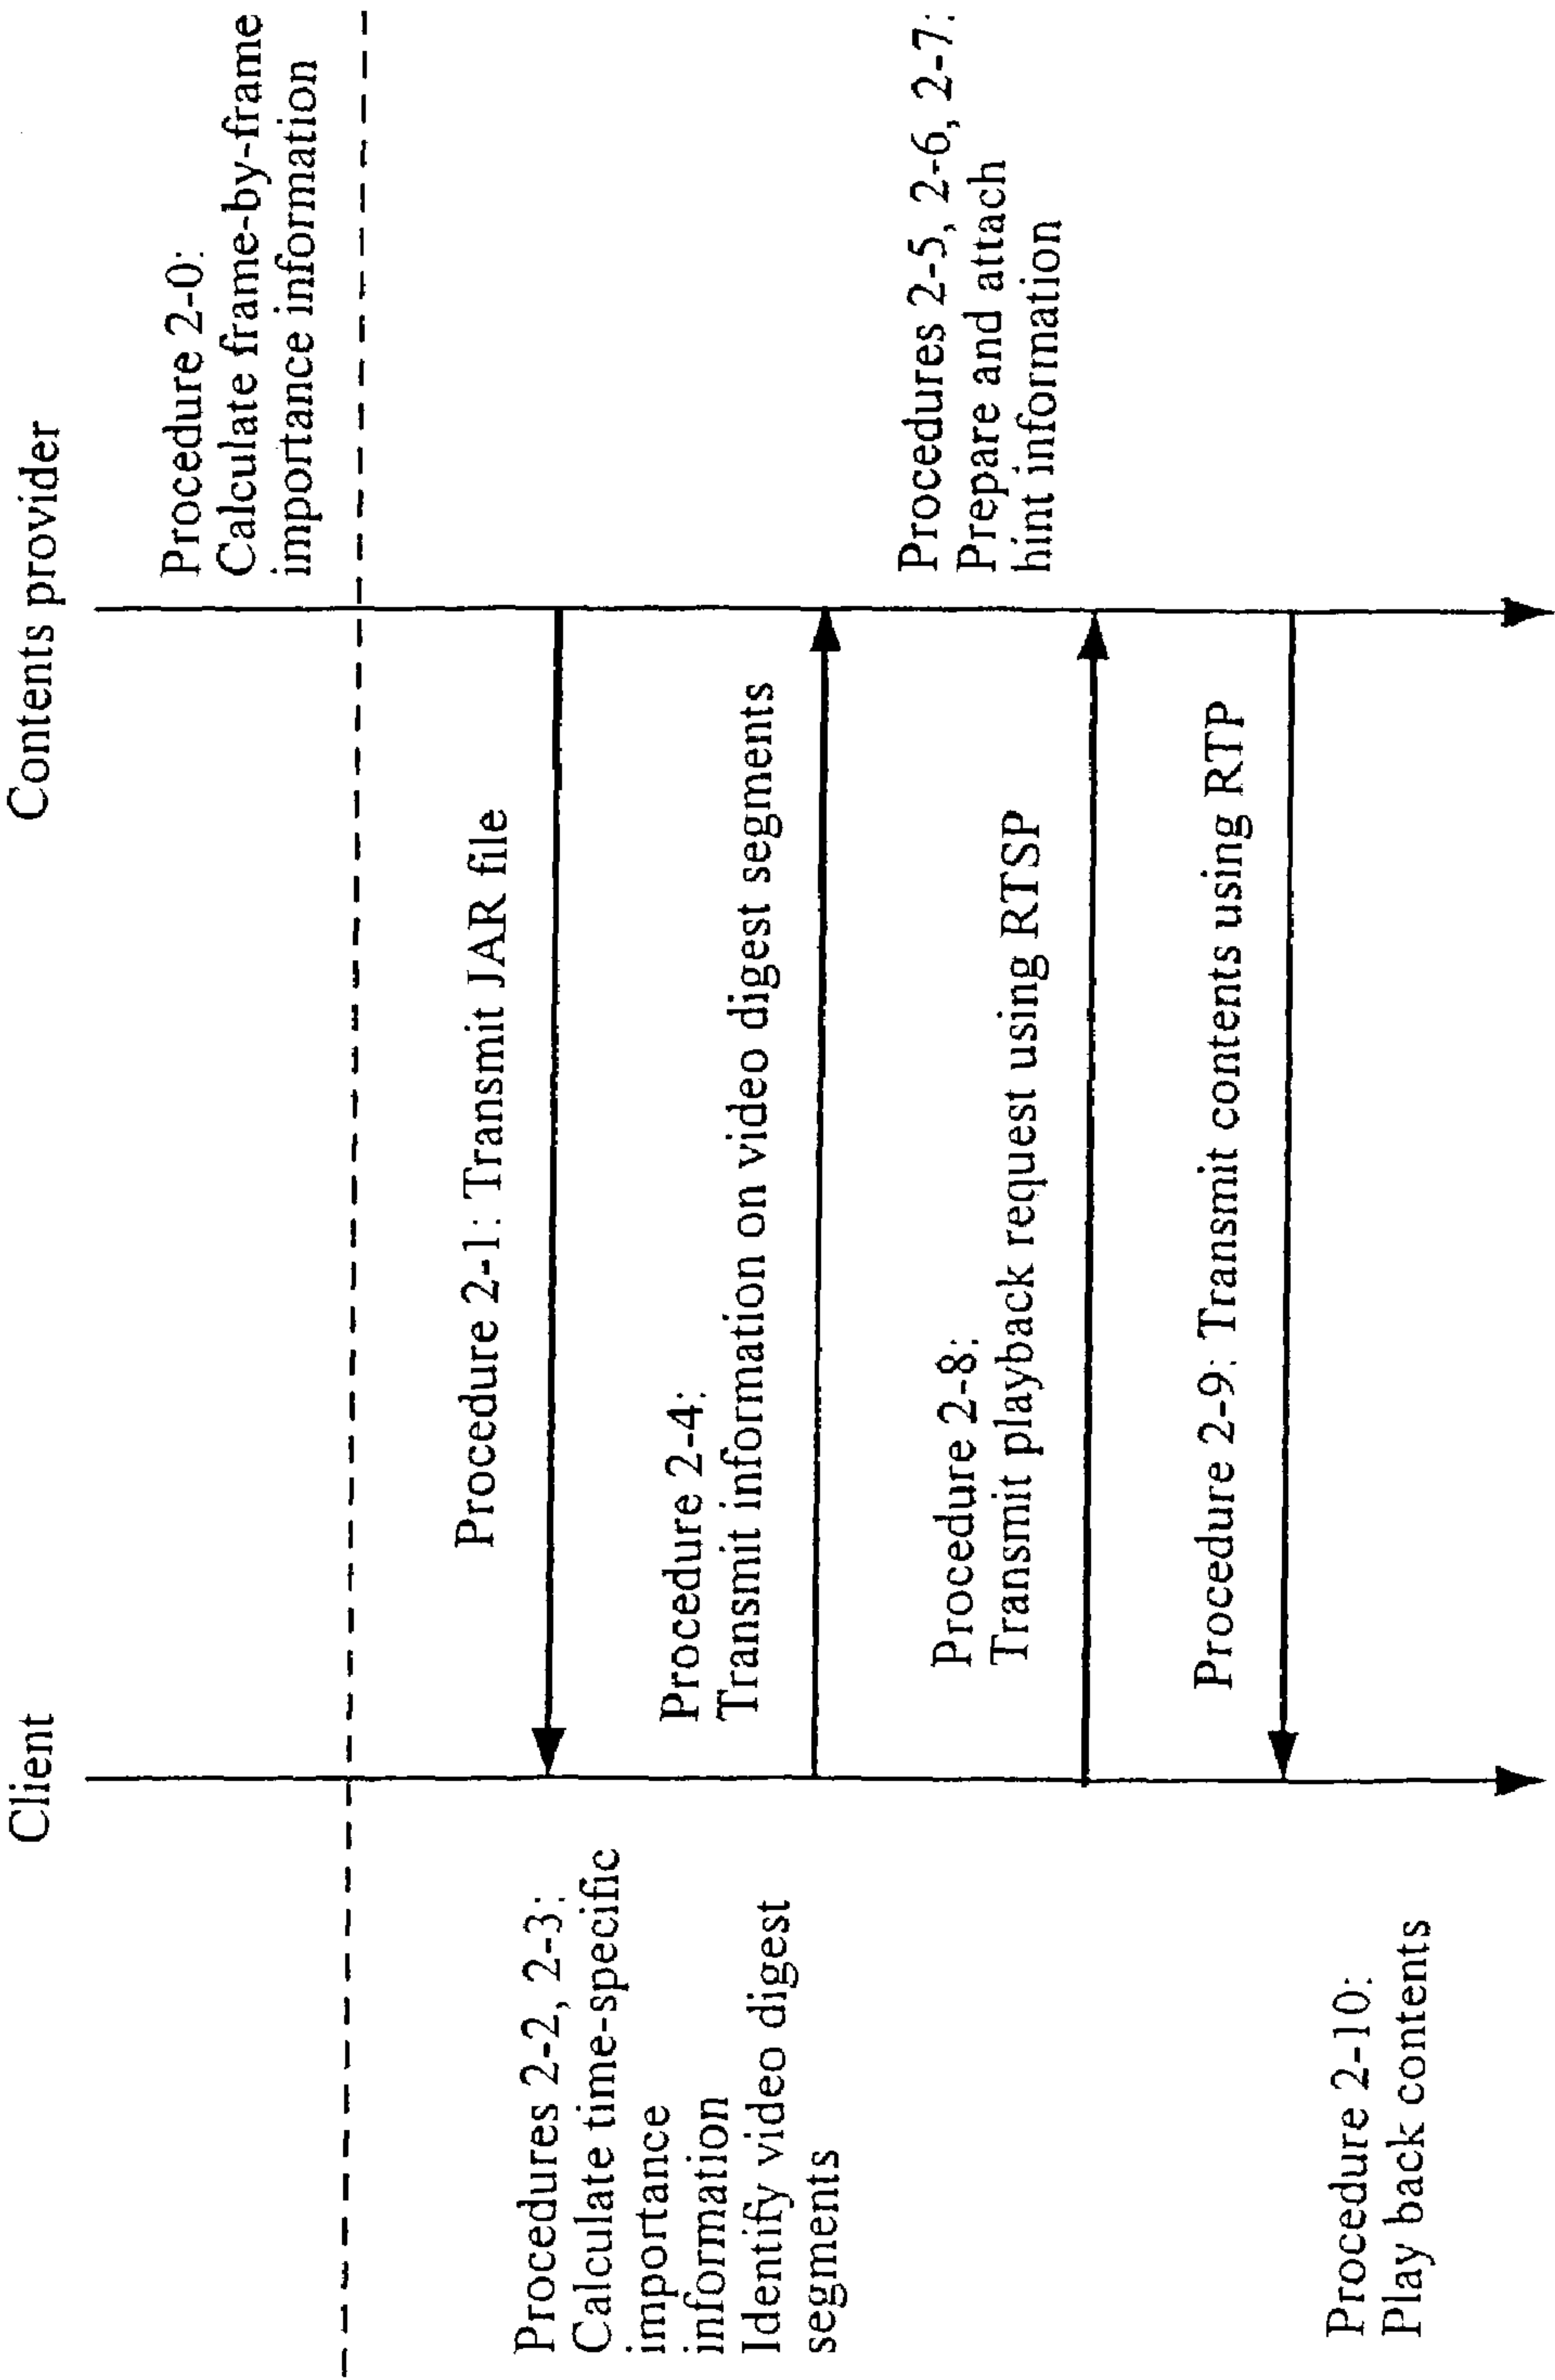 Client
Contents provider
Procedure 2-0:
Calculate frame-by-frame
importance information
Procedure 2-1: Transmit JAR file
Procedures 2-2, 2-3:
Calculate time-specific
importance
information
Identify video digest
segments
Procedure 2-4:
Transmit information on video digest segments
Procedures 2-5, 2-6, 2-7:
Prepare and attach
hint information
Procedure 2-8:
Transmit playback request using RTSP
Procedure 2-9: Transmit contents using RTP
Procedure 2-10:
Play back contents